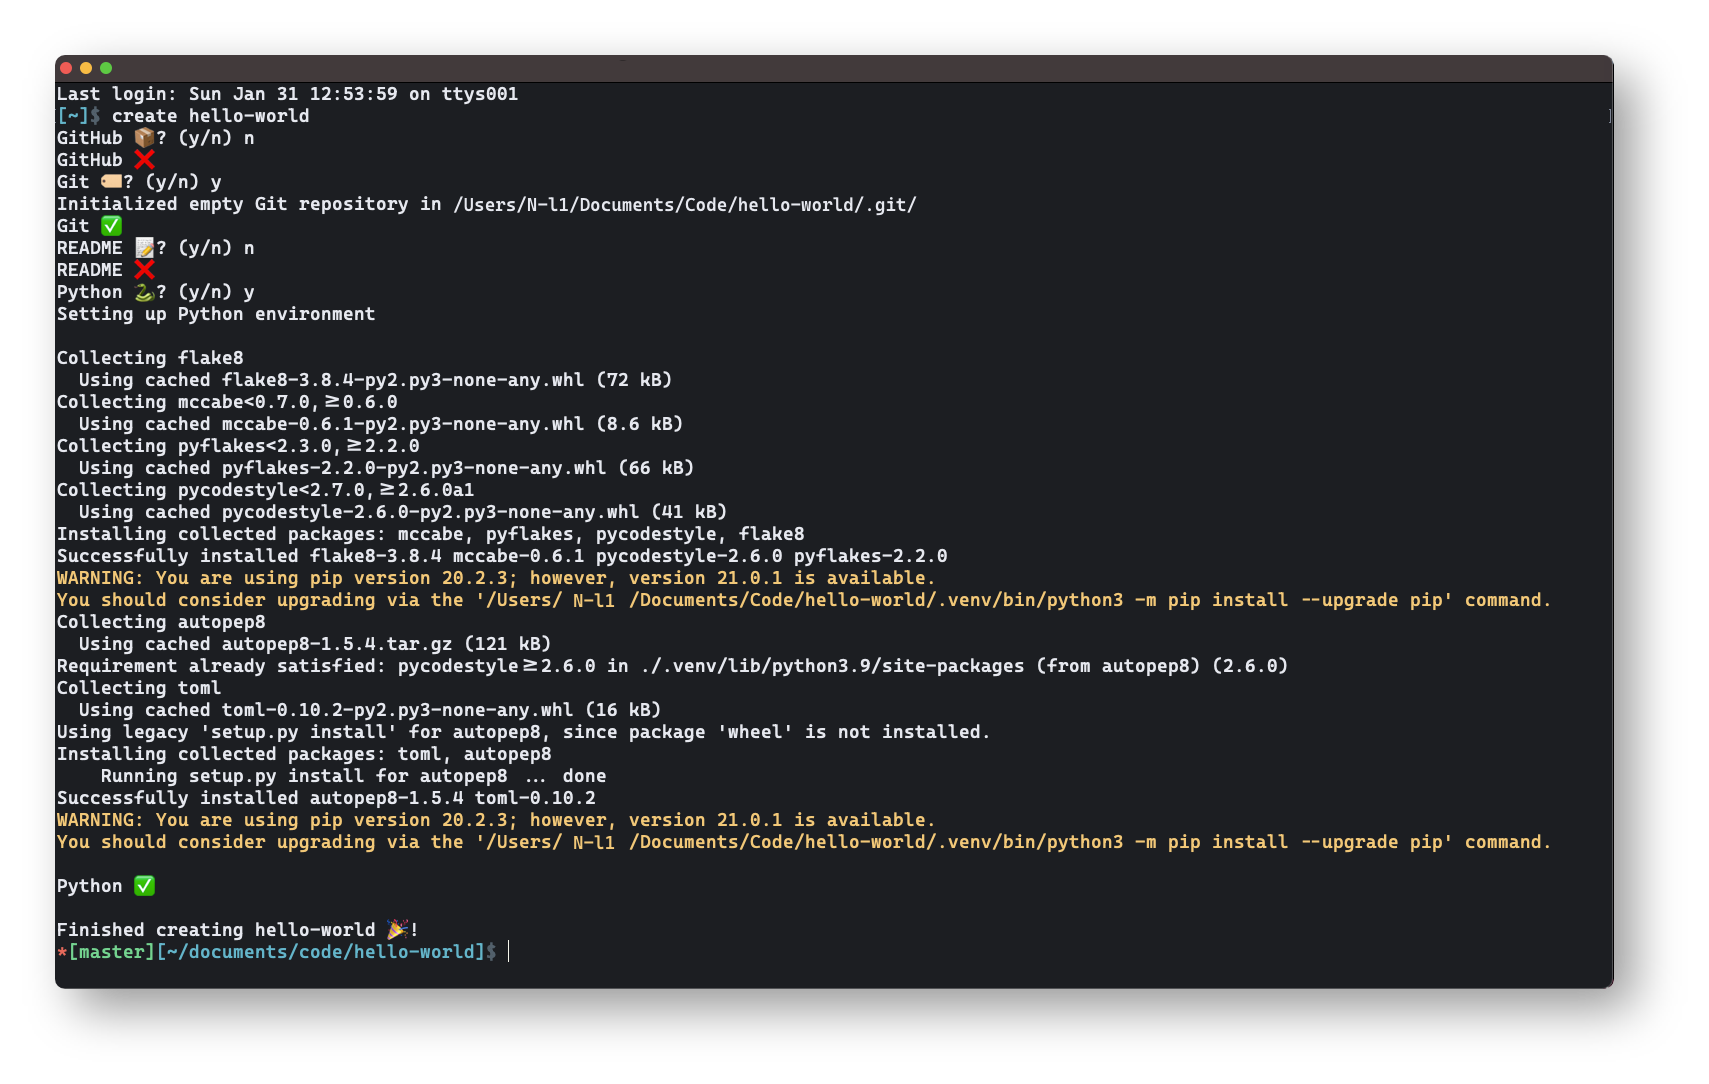 Last login: Sun Jan 31 12:53:59 on ttys001
[~]$ create hello-world
GitHub 📦? (y/n) n
GitHub ❌
Git 🏷️? (y/n) y
Initialized empty Git repository in /Users/N-l1/Documents/Code/hello-world/.git/
Git ✅
README 📝? (y/n) n
README ❌
Python 🐍? (y/n) y
Setting up Python environment
Collecting flake8
  Using cached flake8-3.8.4-py2.py3-none-any.whl (72 kB)
Collecting mccabe<0.7.0,≥0.6.0
  Using cached mccabe-0.6.1-py2.py3-none-any.whl (8.6 kB)
Collecting pyflakes<2.3.0,≥2.2.0
  Using cached pyflakes-2.2.0-py2.py3-none-any.whl (66 kB)
Collecting pycodestyle<2.7.0,≥2.6.0a1
  Using cached pycodestyle-2.6.0-py2.py3-none-any.whl (41 kB)
Installing collected packages: mccabe, pyflakes, pycodestyle, flake8
Successfully installed flake8-3.8.4 mccabe-0.6.1 pycodestyle-2.6.0 pyflakes-2.2.0
WARNING: You are using pip version 20.2.3; however, version 21.0.1 is available.
You should consider upgrading via the '/Users/ N-l1 /Documents/Code/hello-world/.venv/bin/python3 -m pip install --upgrade pip' command.
Collecting autopep8
  Using cached autopep8-1.5.4.tar.gz (121 kB)
Requirement already satisfied: pycodestyle≥2.6.0 in ./.venv/lib/python3.9/site-packages (from autopep8) (2.6.0)
Collecting toml
  Using cached toml-0.10.2-py2.py3-none-any.whl (16 kB)
Using legacy 'setup.py install' for autopep8, since package 'wheel' is not installed.
Installing collected packages: toml, autopep8
    Running setup.py install for autopep8 ... done
Successfully installed autopep8-1.5.4 toml-0.10.2
WARNING: You are using pip version 20.2.3; however, version 21.0.1 is available.
You should consider upgrading via the '/Users/ N-l1 /Documents/Code/hello-world/.venv/bin/python3 -m pip install --upgrade pip' command.
Python ✅
Finished creating hello-world 🎉!
*[master][~/documents/code/hello-world]$